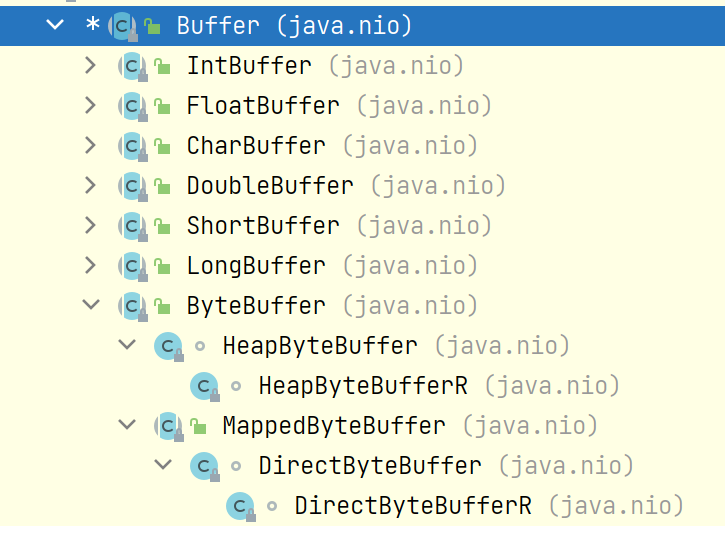 * Buffer (java.nio)
IntBuffer (java.nio)
FloatBuffer (java.nio)
CharBuffer (java.nio)
DoubleBuffer (java.nio)
ShortBuffer (java.nio)
LongBuffer (java.nio)
ByteBuffer (java.nio)
HeapByteBuffer (java.nio)
HeapByteBufferR (java.nio)
MappedByteBuffer (java.nio)
DirectByteBuffer (java.nio)
DirectByteBufferR (java.nio)